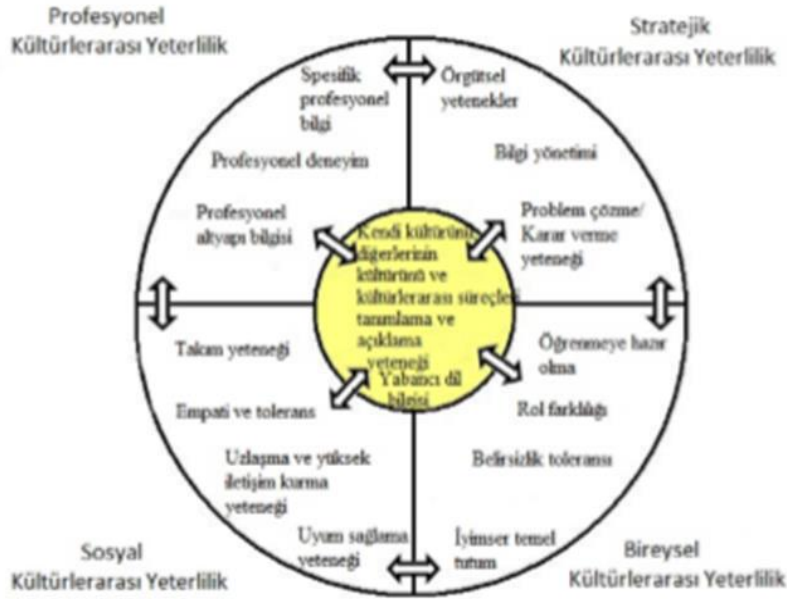 Profesyonel
Kültürlerarası Yeterlilik
Stratejik
Kültürlerarası Yeterlilik
Spesifik
profesyonel
bilgi
Profesyonel deneyim
Profesyonel
altyapı bilgisi
Örgütsel
yetenekler
Bilgi yönetimi
Problem çözme/
Karar verme
yeteneği
Kendi kültürünü
diğerlerinin
kültürünü ve
kültürlerarası süreçleri
tanımlama ve
açıklama
yeteneği
Yabancı dil
bilgisi
Takım yeteneği
Empati ve tolerans
Uzlaşma ve yüksek
iletişim kurma
yeteneği
Uyum sağlama
yeteneği
Öğrenmeye hazır
olma
Rol farklılığı
Belirsizlik toleransı
İyimser temel
tutum
Sosyal
Kültürlerarası Yeterlilik
Bireysel
Kültürlerarası Yeterlilik